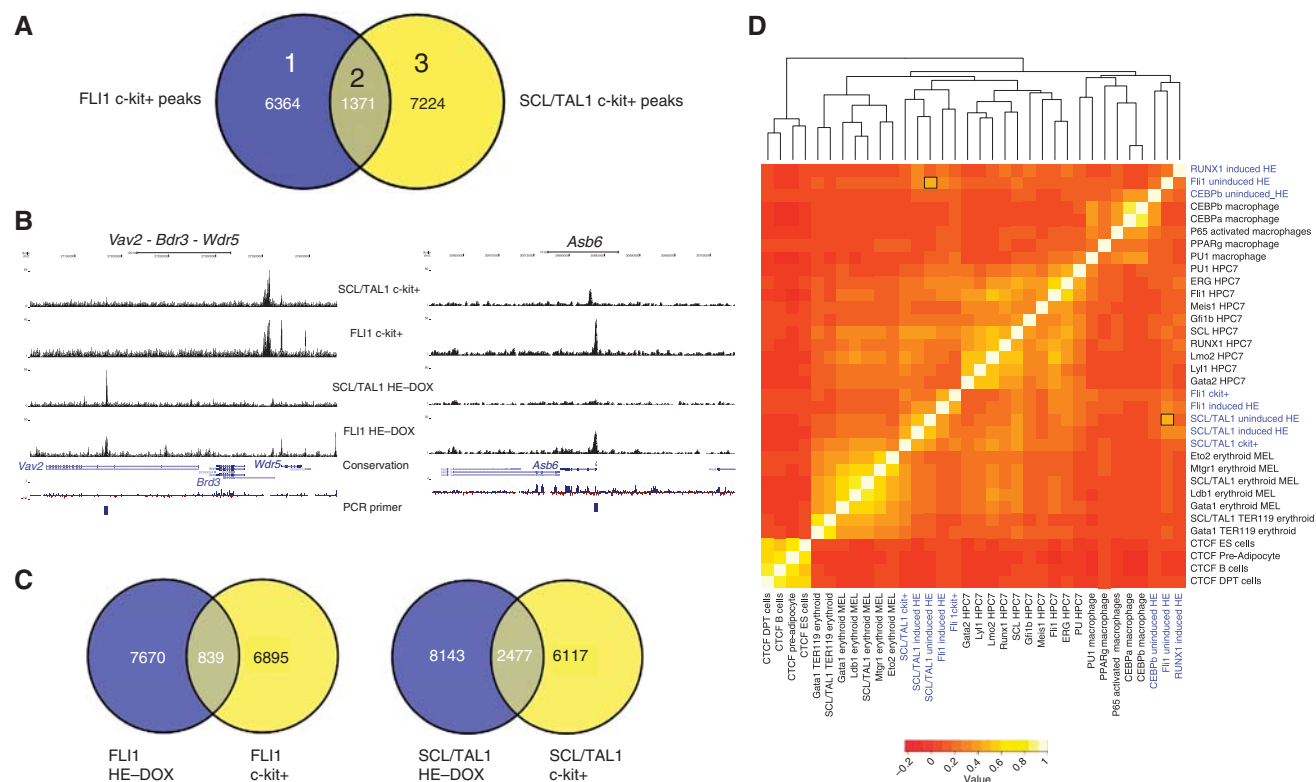 A
1
2
3
FLI1 c-kit+ peaks
6364
1371
7224
SCL/TAL1 c-kit+ peaks
B
Vav2 - Bdr3 - Wdr5
Asb6
SCL/TAL1 c-kit+
FLI1 c-kit+
SCL/TAL1 HE–DOX
FLI1 HE–DOX
Vav2
Wdr5
Brd3
Conservation
Asb6
PCR primer
C
7670
839
6895
8143
2477
6117
FLI1
HE–DOX
FLI1
c-kit+
SCL/TAL1
HE–DOX
SCL/TAL1
c-kit+
D
RUNX1 induced HE
Fli1 uninduced HE
CEBPb uninduced_HE
CEBPb macrophage
CEBPa macrophage
P65 activated macrophages
PPARg macrophage
PU1 macrophage
PU1 HPC7
ERG HPC7
Fli1 HPC7
Meis1 HPC7
Gfi1b HPC7
SCL HPC7
RUNX1 HPC7
Lmo2 HPC7
Lyl1 HPC7
Gata2 HPC7
Fli1 ckit+
Fli1 induced HE
SCL/TAL1 uninduced HE
SCL/TAL1 induced HE
SCL/TAL1 ckit+
Eto2 erythroid MEL
Mtgr1 erythroid MEL
SCL/TAL1 erythroid MEL
Ldb1 erythroid MEL
Gata1 erythroid MEL
SCL/TAL1 TER119 erythroid
Gata1 TER119 erythroid
CTCF ES cells
CTCF Pre-Adipocyte
CTCF B cells
CTCF DPT cells
CTCF DPT cells
CTCF B cells
CTCF pre-adipocyte
CTCF ES cells
Gata1 TER119 erythroid
SCL/TAL1 TER119 erythroid
Gata1 erythroid MEL
Ldb1 erythroid MEL
SCL/TAL1 erythroid MEL
Mtgr1 erythroid MEL
Eto2 erythroid MEL
SCL/TAL1 ckit+
SCL/TAL1 induced HE
SCL/TAL1 uninduced HE
Fli1 induced HE
Fli 1ckit+
Gata2 HPC7
Lyl1 HPC7
Lmo2 HPC7
Runx1 HPC7
SCL HPC7
Gfi1b HPC7
Meis1 HPC7
Fli1 HPC7
ERG HPC7
PU HPC7
PU1 macrophage
PPARg macrophage
P65 activated macrophages
CEBPa macrophage
CEBPb macrophage
CEBPb uninduced HE
Fli1 uninduced HE
RUNX1 induced HE
−0.2 0 0.2 0.4 0.6 0.8 1
Value